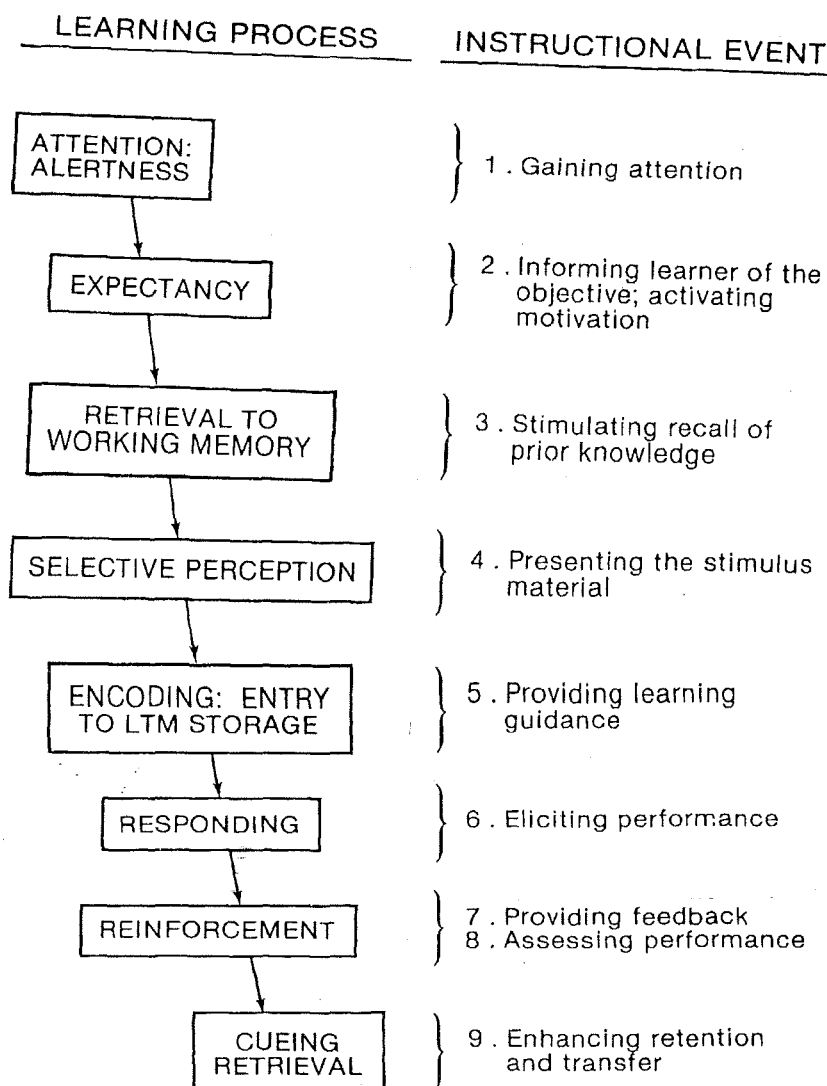 LEARNING PROCESS
INSTRUCTIONAL EVENT
ATTENTION:
ALERTNESS
1 . Gaining attention
EXPECTANCY
2 . Informing learner of the
objective; activating
motivation
RETRIEVAL TO
WORKING MEMORY
3 . Stimulating recall of
prior knowledge
SELECTIVE PERCEPTION
4 . Presenting the stimulus
material
ENCODING: ENTRY
TO LTM STORAGE
5 . Providing learning
guidance
RESPONDING
6 . Eliciting performance
REINFORCEMENT
7 . Providing feedback
8 . Assessing performance
CUEING
RETRIEVAL
9 . Enhancing retention
and transfer